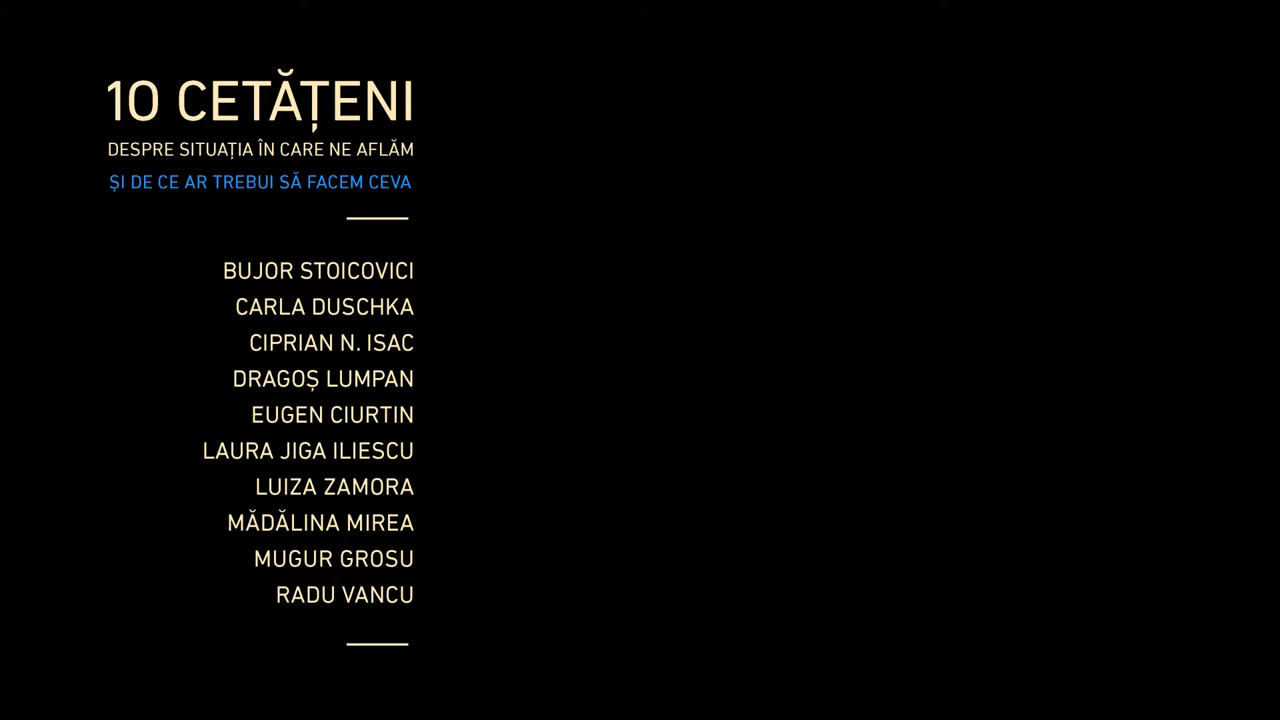 10 CETĂȚENI
DESPRE SITUAȚIA ÎN CARE NE AFLĂM
ȘI DE CE AR TREBUI SĂ FACEM CEVA
BUJOR STOICOVICI
CARLA DUSCHKA
CIPRIAN N. ISAC
DRAGOȘ LUMPAN
EUGEN CIURTIN
LAURA JIGA ILIESCU
LUIZA ZAMORA
MĂDĂLINA MIREA
MUGUR GROSU
RADU VANCU